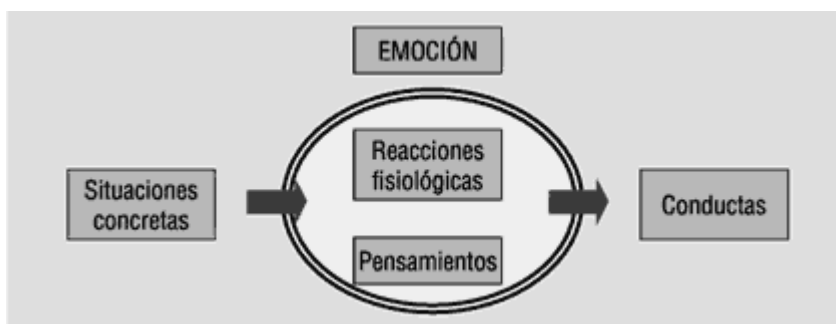 EMOCIÓN
Reacciones
fisiológicas
Situaciones
concretas
Conductas
Pensamientos